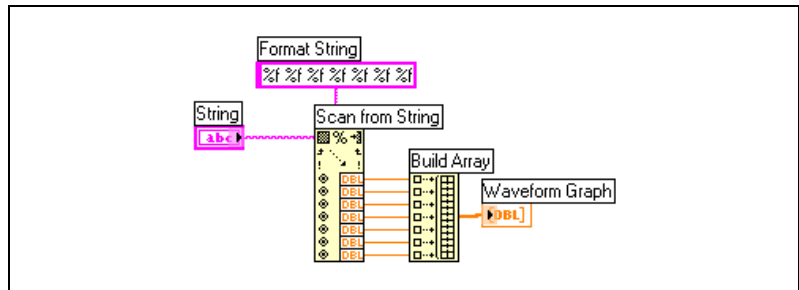 Format String
%f %f %f %f %f %f %f
String
abc
Scan from String
%
DBL
DBL
DBL
DBL
DBL
DBL
DBL
Build Array
Waveform Graph
DBL]